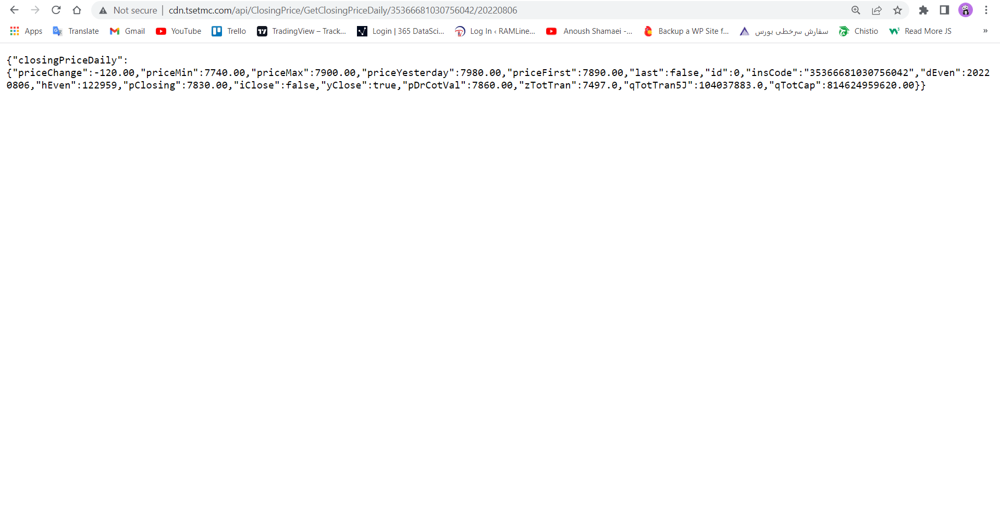 Not secure | cdn.tsetmc.com/api/ClosingPrice/GetClosingPriceDaily/35366681030756042/20220806
Apps Translate Gmail YouTube Trello TradingView – Track... Login | 365 DataSci... Log In ‹ RAMLine... Anoush Shamaei -... Backup a WP Site f... سفارش سرخطی بورس Chistio Read More JS »
{"closingPriceDaily":
{"priceChange":-120.00,"priceMin":7740.00,"priceMax":7900.00,"priceYesterday":7980.00,"priceFirst":7890.00,"last":false,"id":0,"insCode":"35366681030756042","dEven":2022
0806,"hEven":122959,"pClosing":7830.00,"iClose":false,"yClose":true,"pDrCotVal":7860.00,"zTotTran":7497.0,"qTotTran5J":104037883.0,"qTotCap":814624959620.00}}